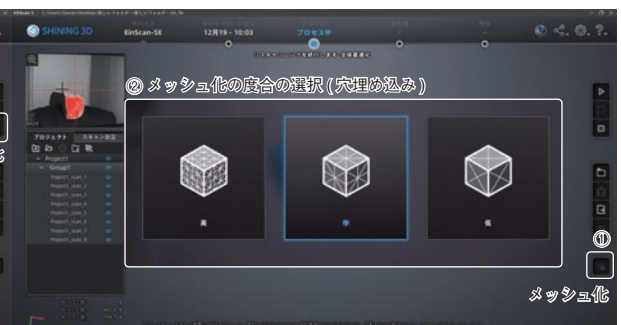 SHINING 3D
EinScan-SE
12月19 - 10:03
プロセス中
② メッシュ化の度合の選択 ( 穴埋め込み )
プロジェクト
スキャン設定
Project1
Group1
Project1_scan_1
Project1_scan_2
Project1_scan_3
Project1_scan_4
Project1_scan_5
Project1_scan_6
Project1_scan_7
Project1_scan_8
高
中
低
①
メッシュ化
化